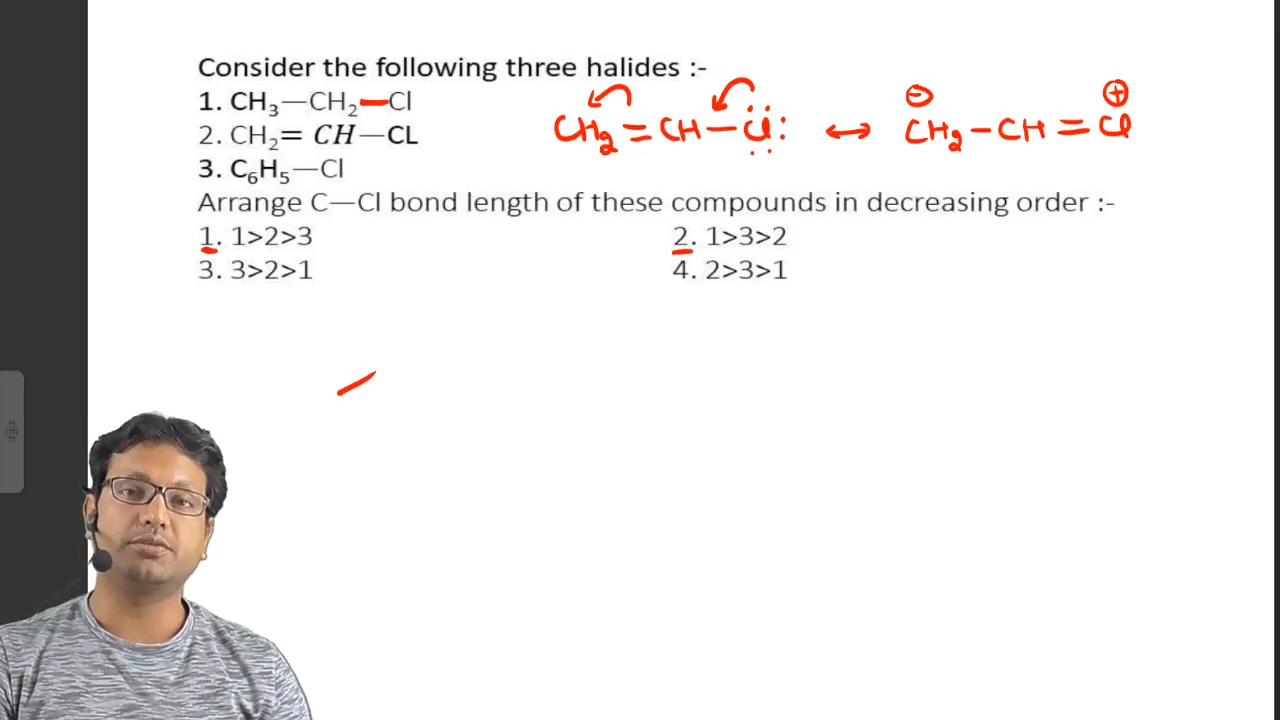 Consider the following three halides :-
1. CH₃—CH₂—Cl
2. CH₂= CH—CL
3. C₆H₅—Cl
CH₂=CH—Cl: ↔ ⊖ CH₂—CH=Cl ⊕
Arrange C—Cl bond length of these compounds in decreasing order :-
1. 1>2>3 2. 1>3>2
3. 3>2>1 4. 2>3>1